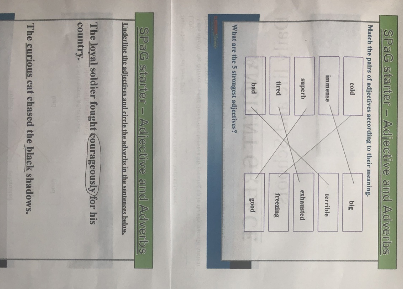 SPaG starter – Adjective and Adverbs
Match the pairs of adjectives according to their meaning.
cold
big
immense
terrible
superb
exhausted
tired
freezing
bad
good
What are the 5 strongest adjectives?
SPaG starter – Adjective and Adverbs
Underline the adjectives and circle the adverbs in the sentences below.
The loyal soldier fought courageously for his
country.
The curious cat chased the black shadows.